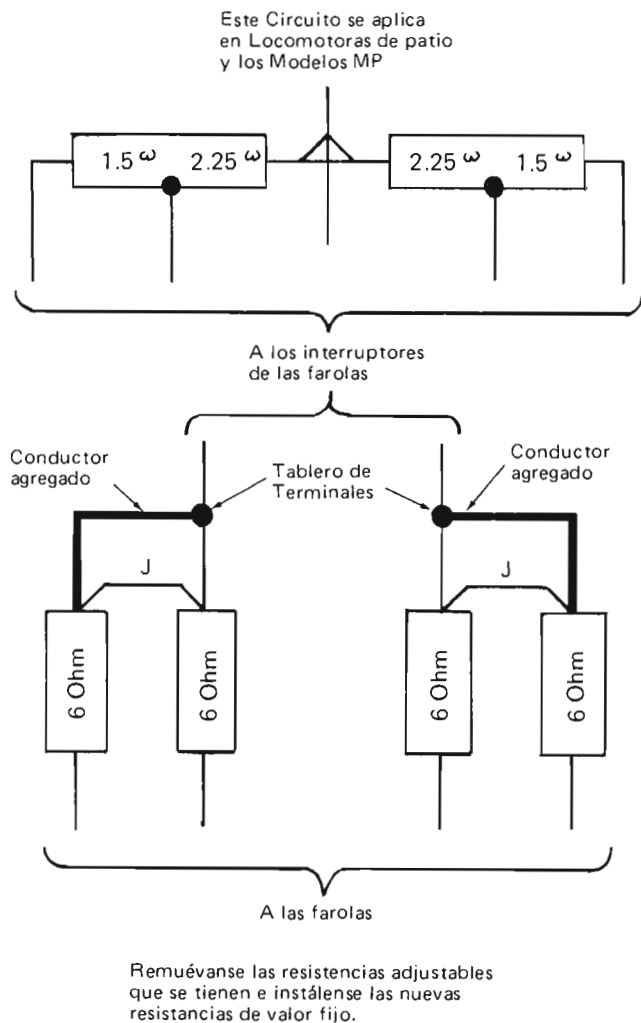 Este Circuito se aplica
en Locomotoras de patio
y los Modelos MP
1.5 ω 2.25 ω
2.25 ω 1.5 ω
A los interruptores
de las farolas
Conductor
agregado
Tablero de
Terminales
Conductor
agregado
J
J
6 Ohm
6 Ohm
6 Ohm
6 Ohm
A las farolas
Remuévanse las resistencias adjustables
que se tienen e instálense las nuevas
resistancias de valor fijo.